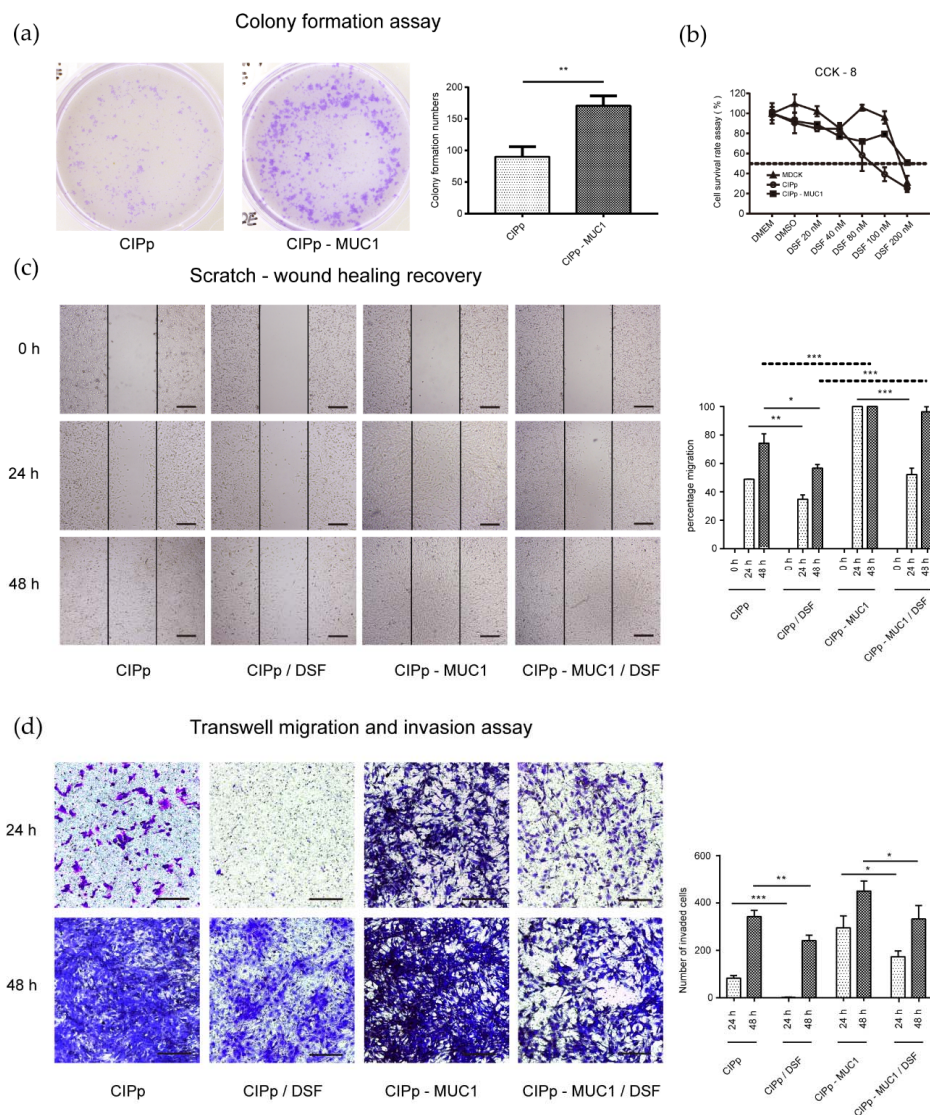 (a)
Colony formation assay
CIPp
CIPp - MUC1
Colony formation numbers
200
150
100
50
0
**
CIPp
CIPp - MUC1
(b)
CCK - 8
Cell survival rate assay ( % )
120
100
80
60
40
20
0
MDCK
CIPp
CIPp - MUC1
DMEM
DMSO
DSF 20 nM
DSF 40 nM
DSF 80 nM
DSF 100 nM
DSF 200 nM
(c)
Scratch - wound healing recovery
0 h
24 h
48 h
CIPp
CIPp / DSF
CIPp - MUC1
CIPp - MUC1 / DSF
percentage migration
100
80
60
40
20
0
***
***
* ***
**
0 h 24 h 48 h 0 h 24 h 48 h 0 h 24 h 48 h 0 h 24 h 48 h
CIPp
CIPp / DSF
CIPp - MUC1
CIPp - MUC1 / DSF
(d)
Transwell migration and invasion assay
24 h
48 h
CIPp
CIPp / DSF
CIPp - MUC1
CIPp - MUC1 / DSF
Number of invaded cells
600
400
200
0
** *
*** *
24 h 48 h 24 h 48 h 24 h 48 h 24 h 48 h
CIPp
CIPp / DSF
CIPp - MUC1
CIPp - MUC1 / DSF